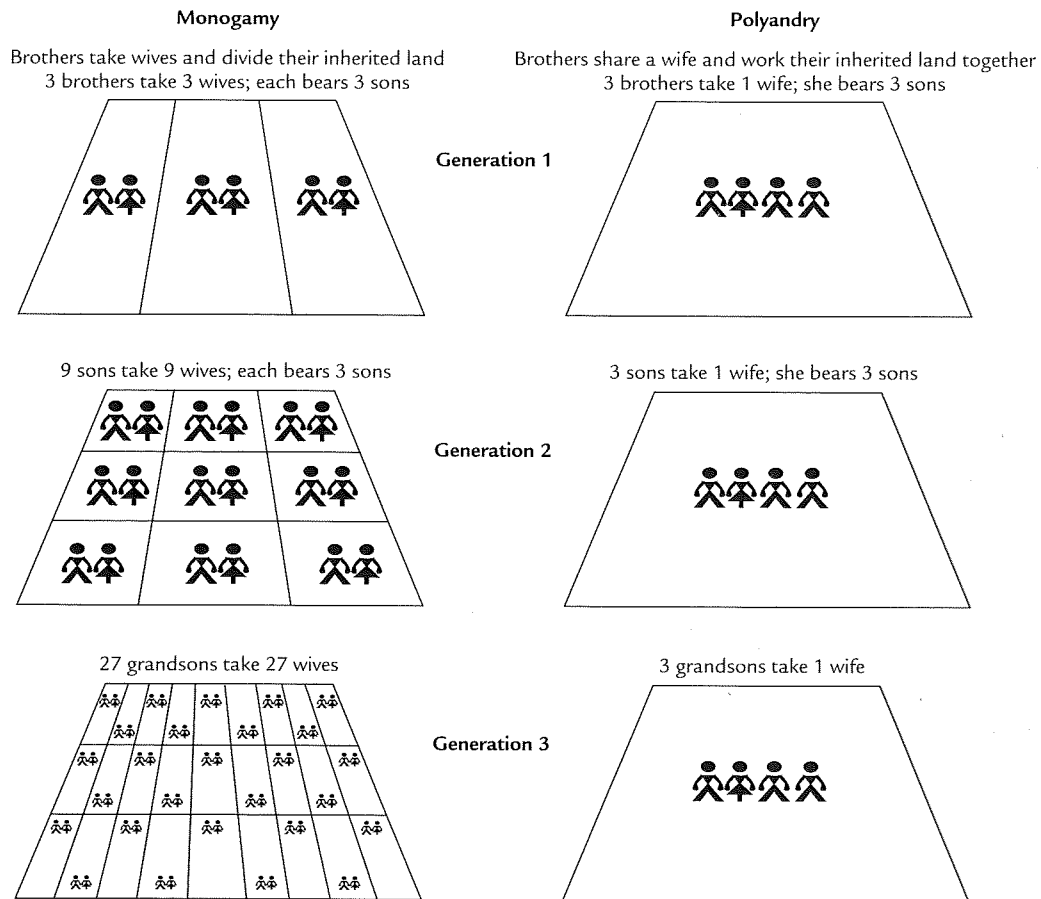 Monogamy
Brothers take wives and divide their inherited land
3 brothers take 3 wives; each bears 3 sons
Polyandry
Brothers share a wife and work their inherited land together
3 brothers take 1 wife; she bears 3 sons
Generation 1
9 sons take 9 wives; each bears 3 sons
3 sons take 1 wife; she bears 3 sons
Generation 2
27 grandsons take 27 wives
3 grandsons take 1 wife
Generation 3